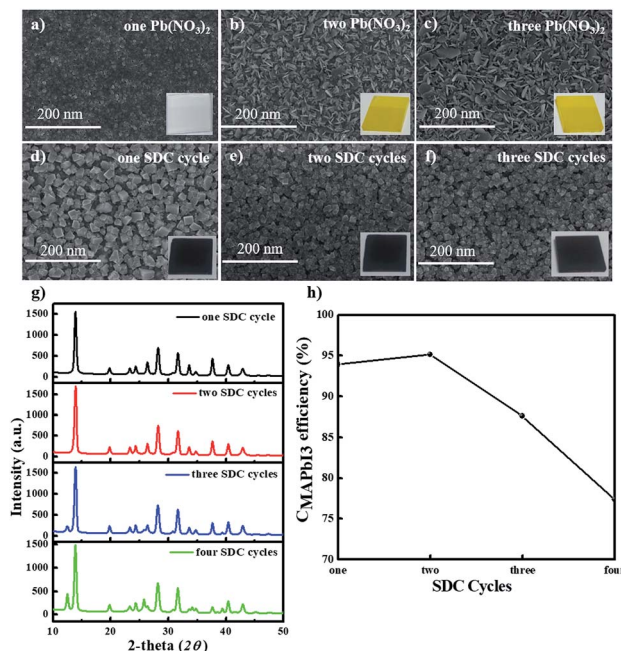 a) one Pb(NO₃)₂
200 nm
b) two Pb(NO₃)₂
200 nm
c) three Pb(NO₃)₂
200 nm
d) one SDC cycle
200 nm
e) two SDC cycles
200 nm
f) three SDC cycles
200 nm
g)
1500
1000
500
0
one SDC cycle
1500
1000
500
0
two SDC cycles
1500
1000
500
0
three SDC cycles
1500
1000
500
0
four SDC cycles
Intensity (a.u.)
10 20 30 40 50
2-theta (2θ)
h)
100
95
90
85
80
75
70
CMAPbI3 efficiency (%)
one two three four
SDC Cycles